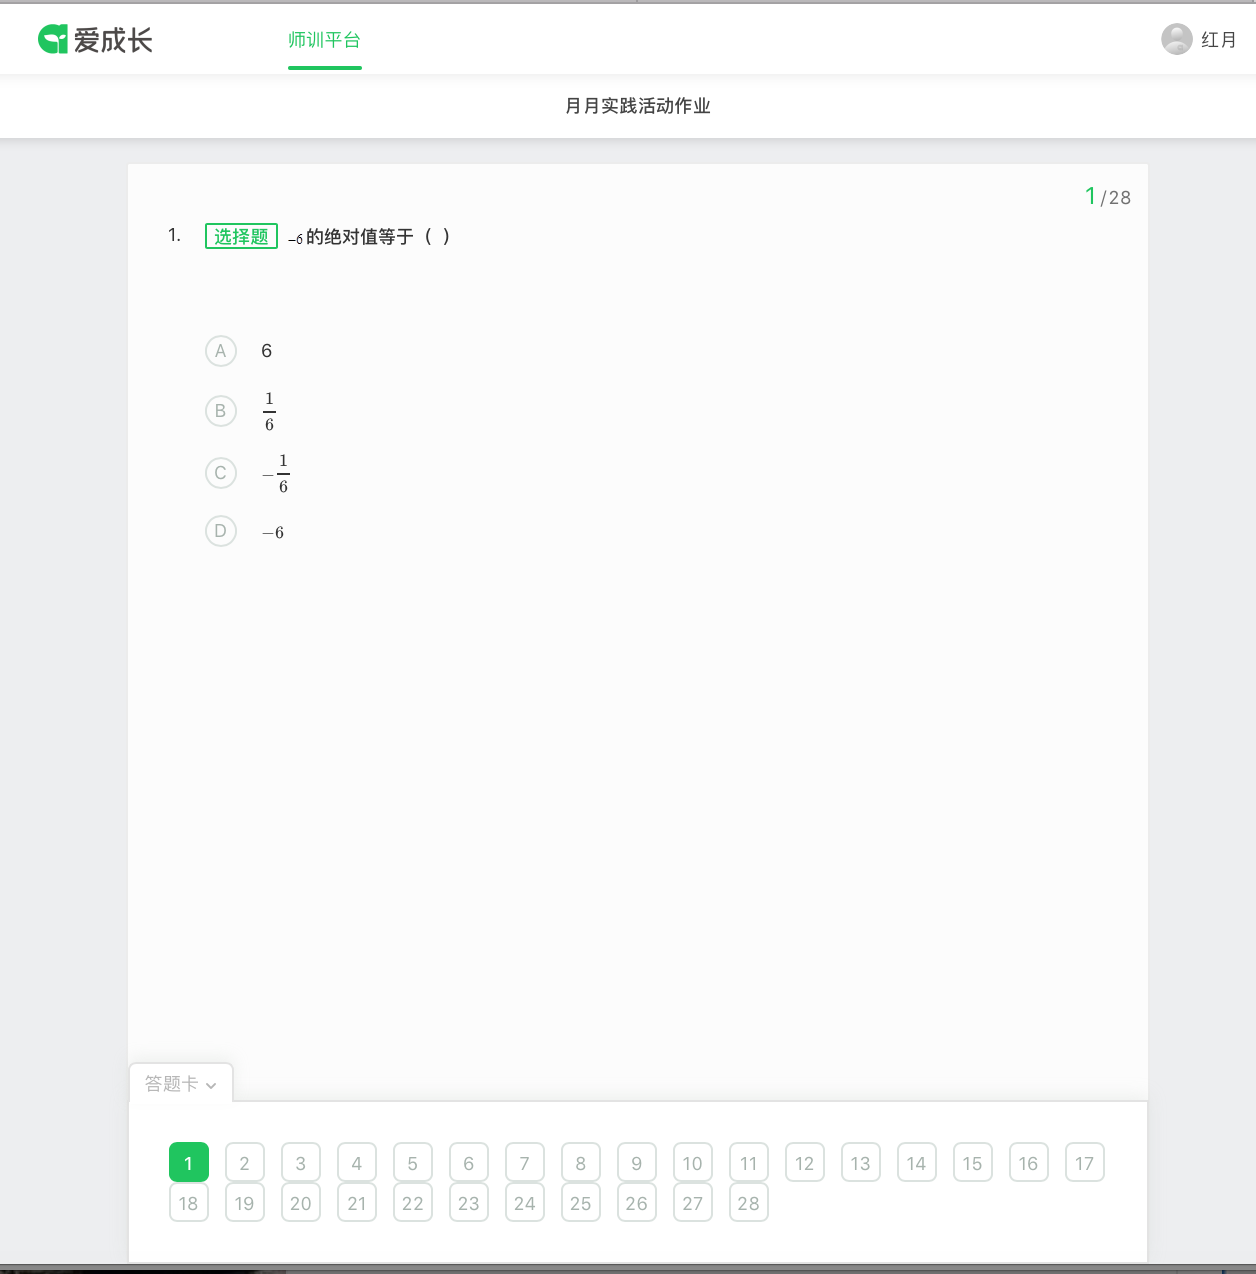 爱成长 师训平台 红月
月月实践活动作业
1/28
1. 选择题 -6的绝对值等于（ ）
A 6
B 1/6
C -1/6
D -6
答题卡
1 2 3 4 5 6 7 8 9 10 11 12 13 14 15 16 17
18 19 20 21 22 23 24 25 26 27 28